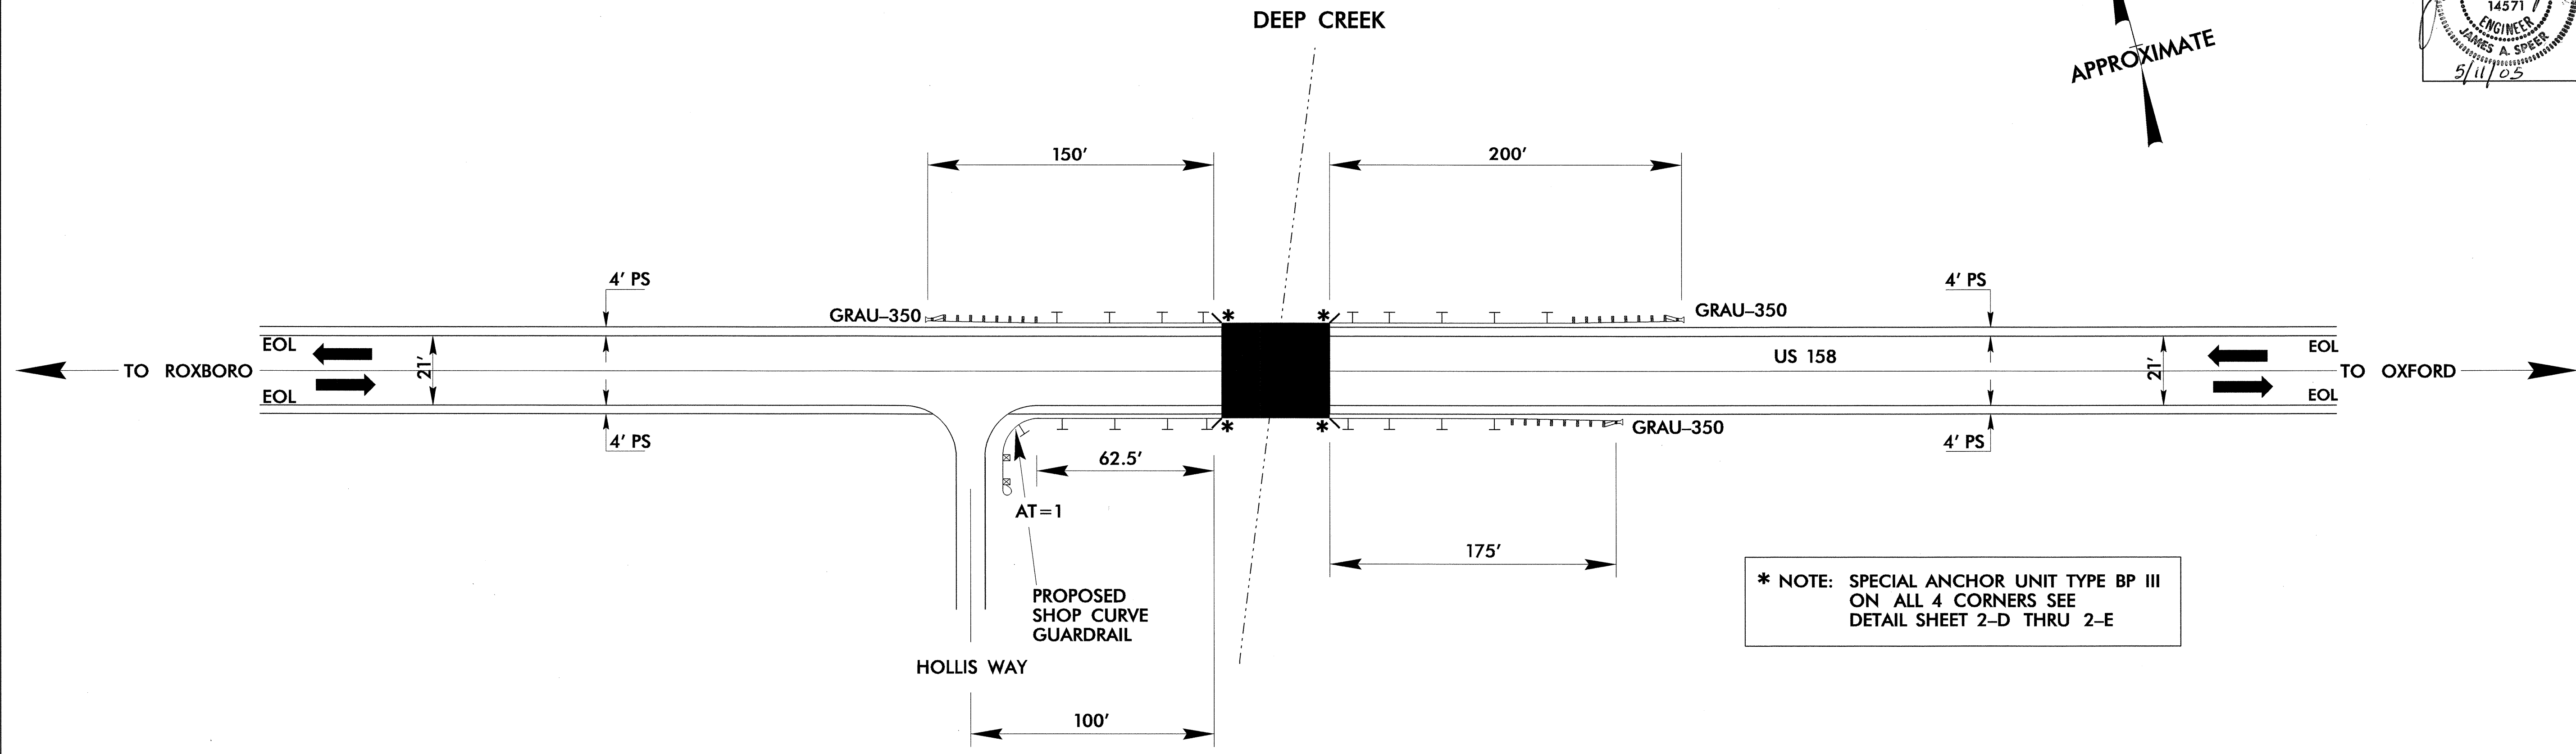 DEEP CREEK
14571
ENGINEER
JAMES A. SPEER
5/11/05
APPROXIMATE
150'
200'
4' PS
4' PS
GRAU-350
*
*
GRAU-350
EOL
21'
US 158
21'
EOL
TO ROXBORO
TO OXFORD
EOL
EOL
4' PS
*
*
GRAU-350
4' PS
62.5'
AT=1
175'
PROPOSED
SHOP CURVE
GUARDRAIL
* NOTE: SPECIAL ANCHOR UNIT TYPE BP III
ON ALL 4 CORNERS SEE
DETAIL SHEET 2-D THRU 2-E
HOLLIS WAY
100'